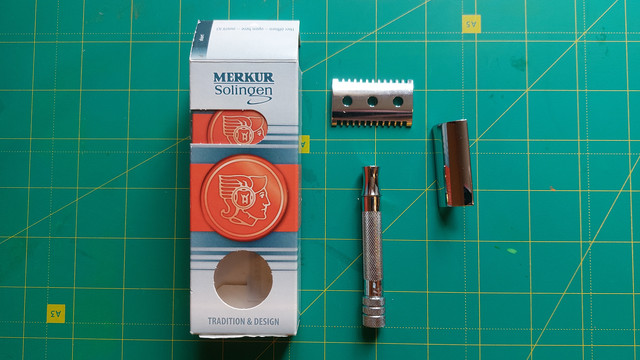 MERKUR
Solingen
TRADITION & DESIGN
A3
A
A3